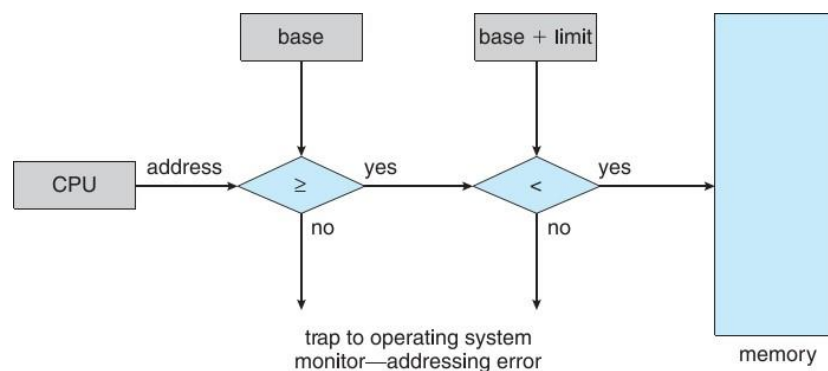 base
base + limit
CPU
address
≥
yes
<
yes
no
no
trap to operating system
monitor—addressing error
memory